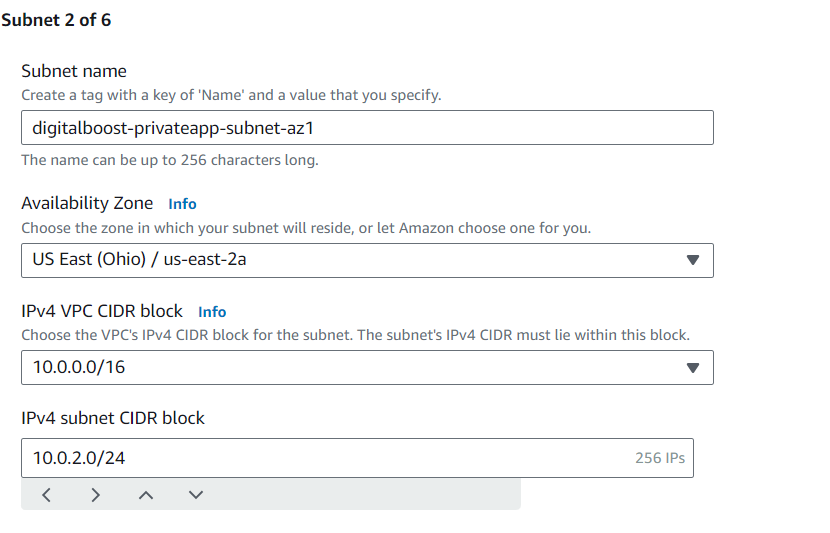 Subnet 2 of 6
Subnet name
Create a tag with a key of 'Name' and a value that you specify.
digitalboost-privateapp-subnet-az1
The name can be up to 256 characters long.
Availability Zone Info
Choose the zone in which your subnet will reside, or let Amazon choose one for you.
US East (Ohio) / us-east-2a
IPv4 VPC CIDR block Info
Choose the VPC's IPv4 CIDR block for the subnet. The subnet's IPv4 CIDR must lie within this block.
10.0.0.0/16
IPv4 subnet CIDR block
10.0.2.0/24 256 IPs